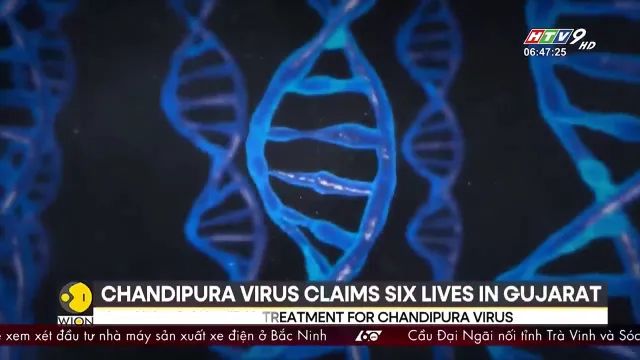 HTV9 HD
06:47:25
CHANDIPURA VIRUS CLAIMS SIX LIVES IN GUJARAT
WION
TREATMENT FOR CHANDIPURA VIRUS
xem xét đầu tư nhà máy sản xuất xe điện ở Bắc Ninh 60 Cầu Đại Ngãi nối tỉnh Trà Vinh và Sóc